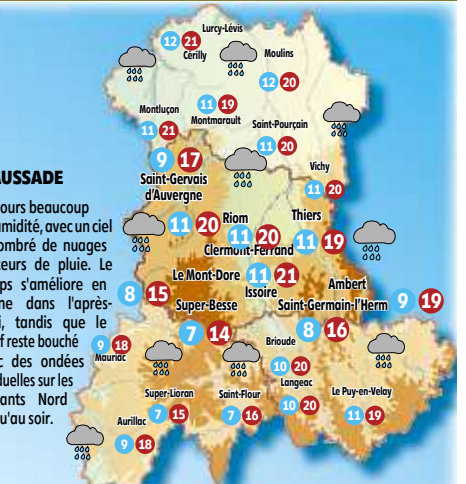 AUSSADE
ours beaucoup
amidité, avec un ciel
ombré de nuages
teurs de pluie. Le
ps s'améliore en
ne dans l'après-
i, tandis que le
f reste bouché
c des ondées
duelles sur les
ants Nord
u'au soir.
Lurcy-Lévis
12 21
Cérilly
Moulins
12 20
11 19
Montmarault
Montluçon
11 21
Saint-Pourçain
11 20
9 17
Saint-Gervais
d'Auvergne
Vichy
11 20
Riom
11 20
11 20
Clermont-Ferrand
Thiers
11 19
Le Mont-Dore
8 15
11 21
Issoire
Ambert
9 19
Super-Besse
7 14
Saint-Germain-l'Herm
8 16
9 18
Mauriac
Brioude
10 20
Langeac
10 20
Super-Lioran
7 15
Saint-Flour
7 16
Le Puy-en-Velay
11 19
Aurillac
9 18